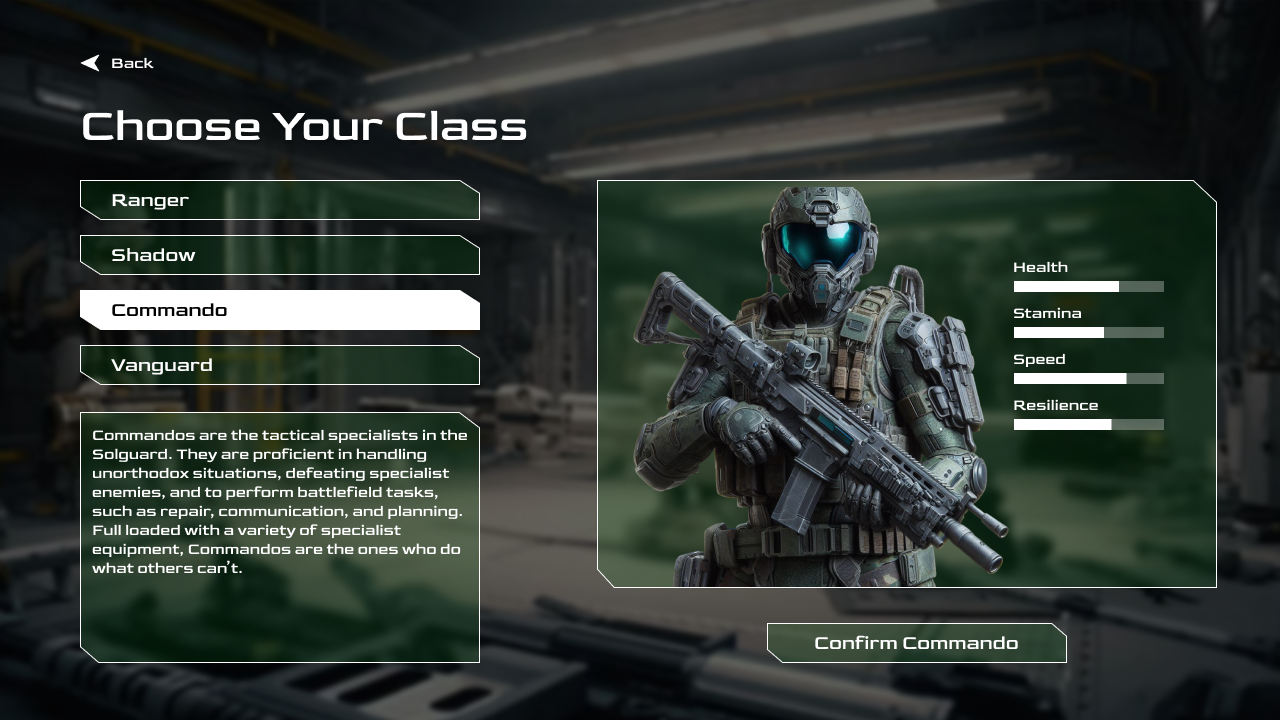 Back
Choose Your Class
Ranger
Shadow
Commando
Vanguard
Commandos are the tactical specialists in the
Solguard. They are proficient in handling
unorthodox situations, defeating specialist
enemies, and to perform battlefield tasks,
such as repair, communication, and planning.
Full loaded with a variety of specialist
equipment, Commandos are the ones who do
what others can't.
Health
Stamina
Speed
Resilience
Confirm Commando